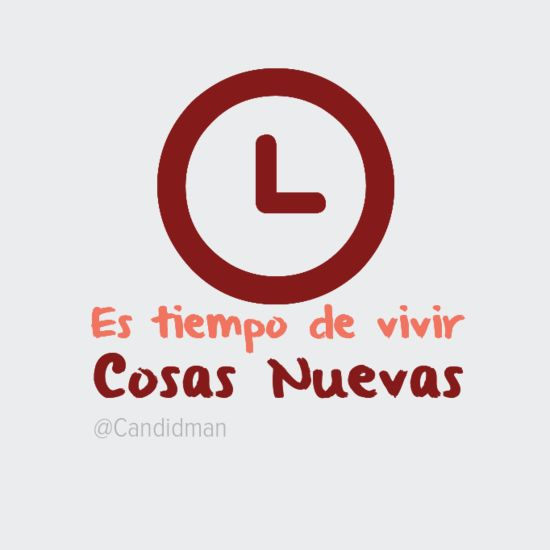 Es tiempo de vivir
Cosas Nuevas
@Candidman